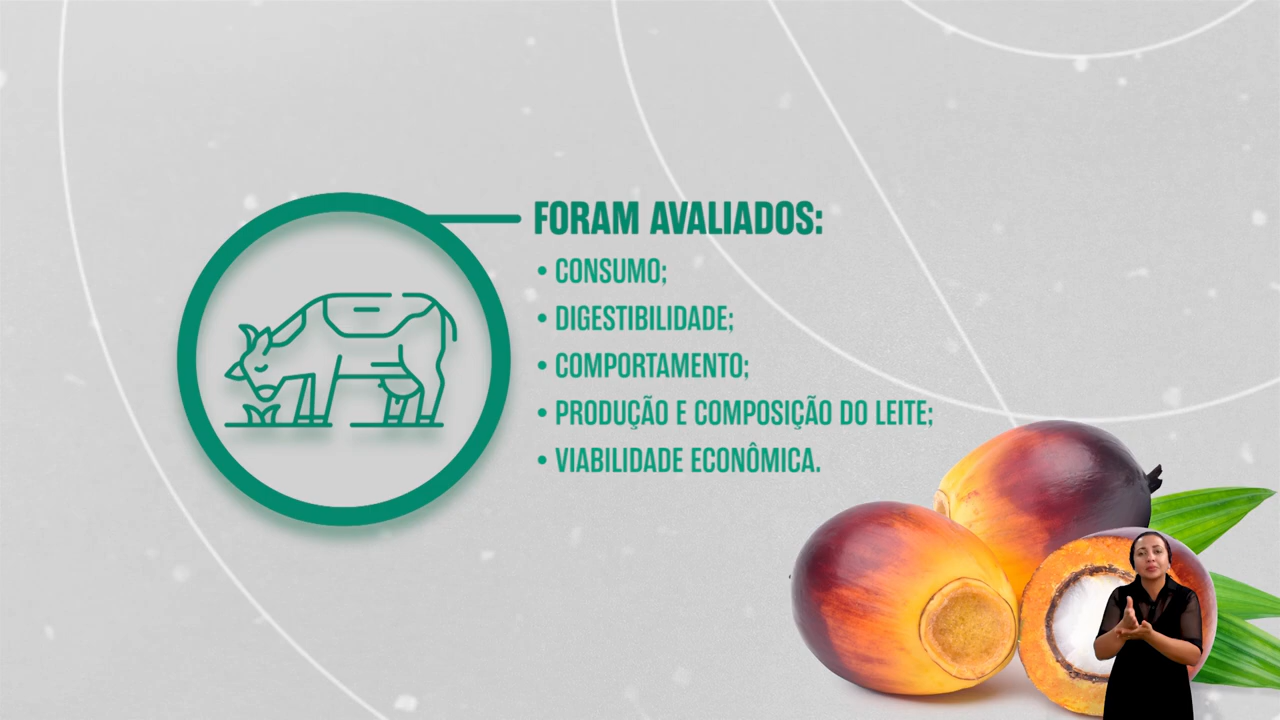 FORAM AVALIADOS:
• CONSUMO;
• DIGESTIBILIDADE;
• COMPORTAMENTO;
• PRODUÇÃO E COMPOSIÇÃO DO LEITE;
• VIABILIDADE ECONÔMICA.